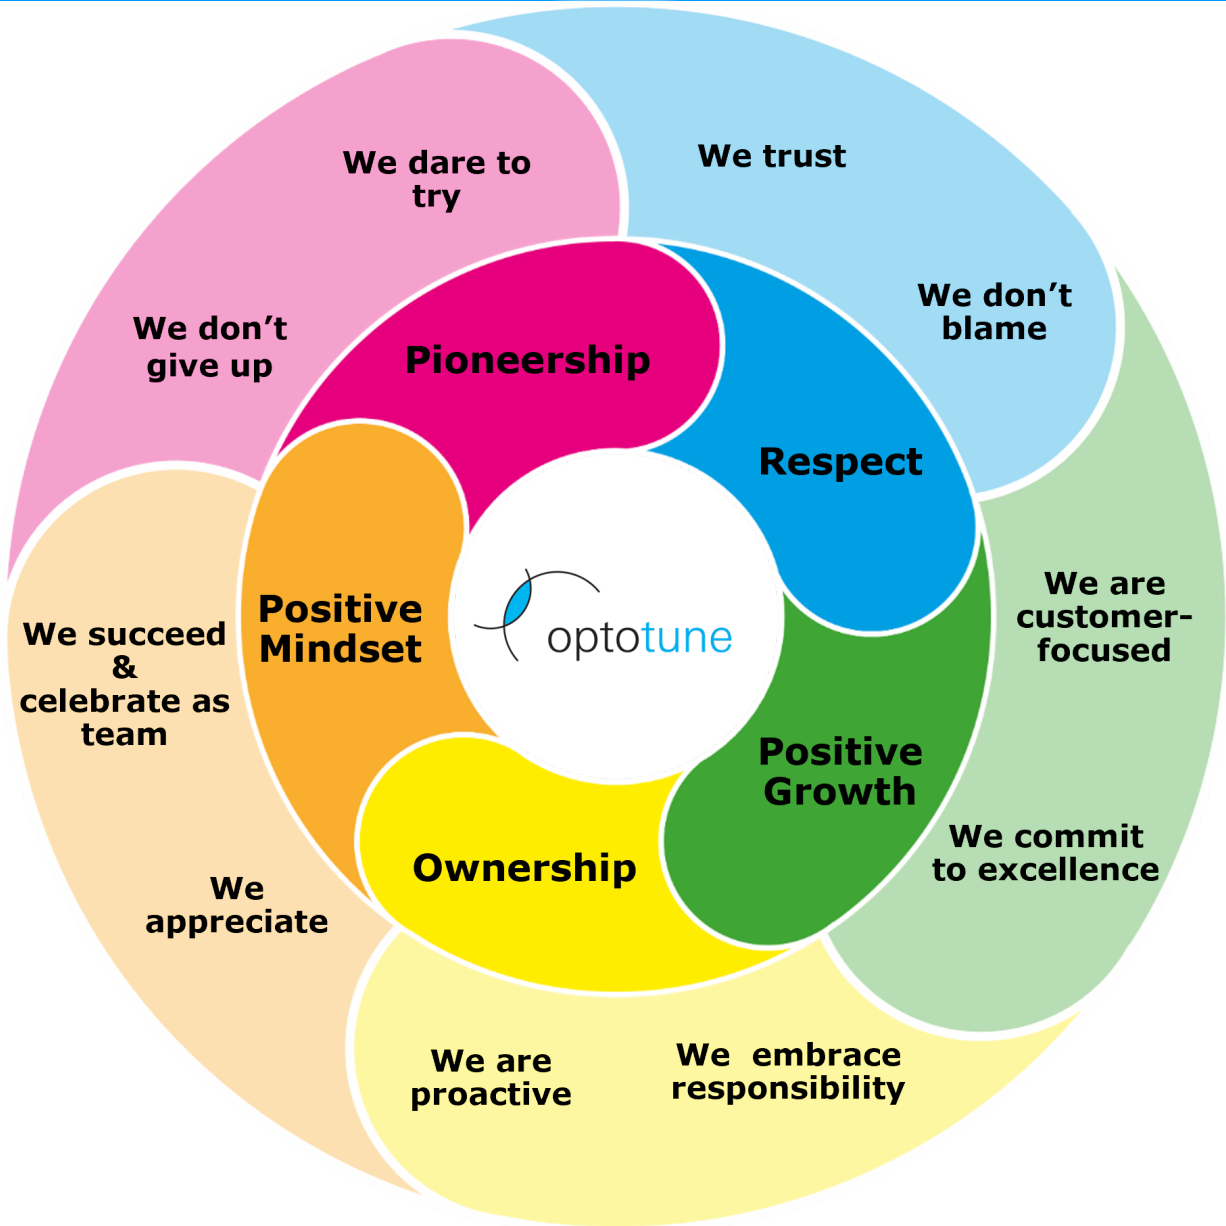 We dare to
try
We trust
We don’t
give up
We don’t
blame
Pioneership
Respect
Positive
Mindset
optotune
We succeed
&
celebrate as
team
We are
customer-
focused
Positive
Growth
Ownership
We commit
to excellence
We
appreciate
We are
proactive
We  embrace
responsibility